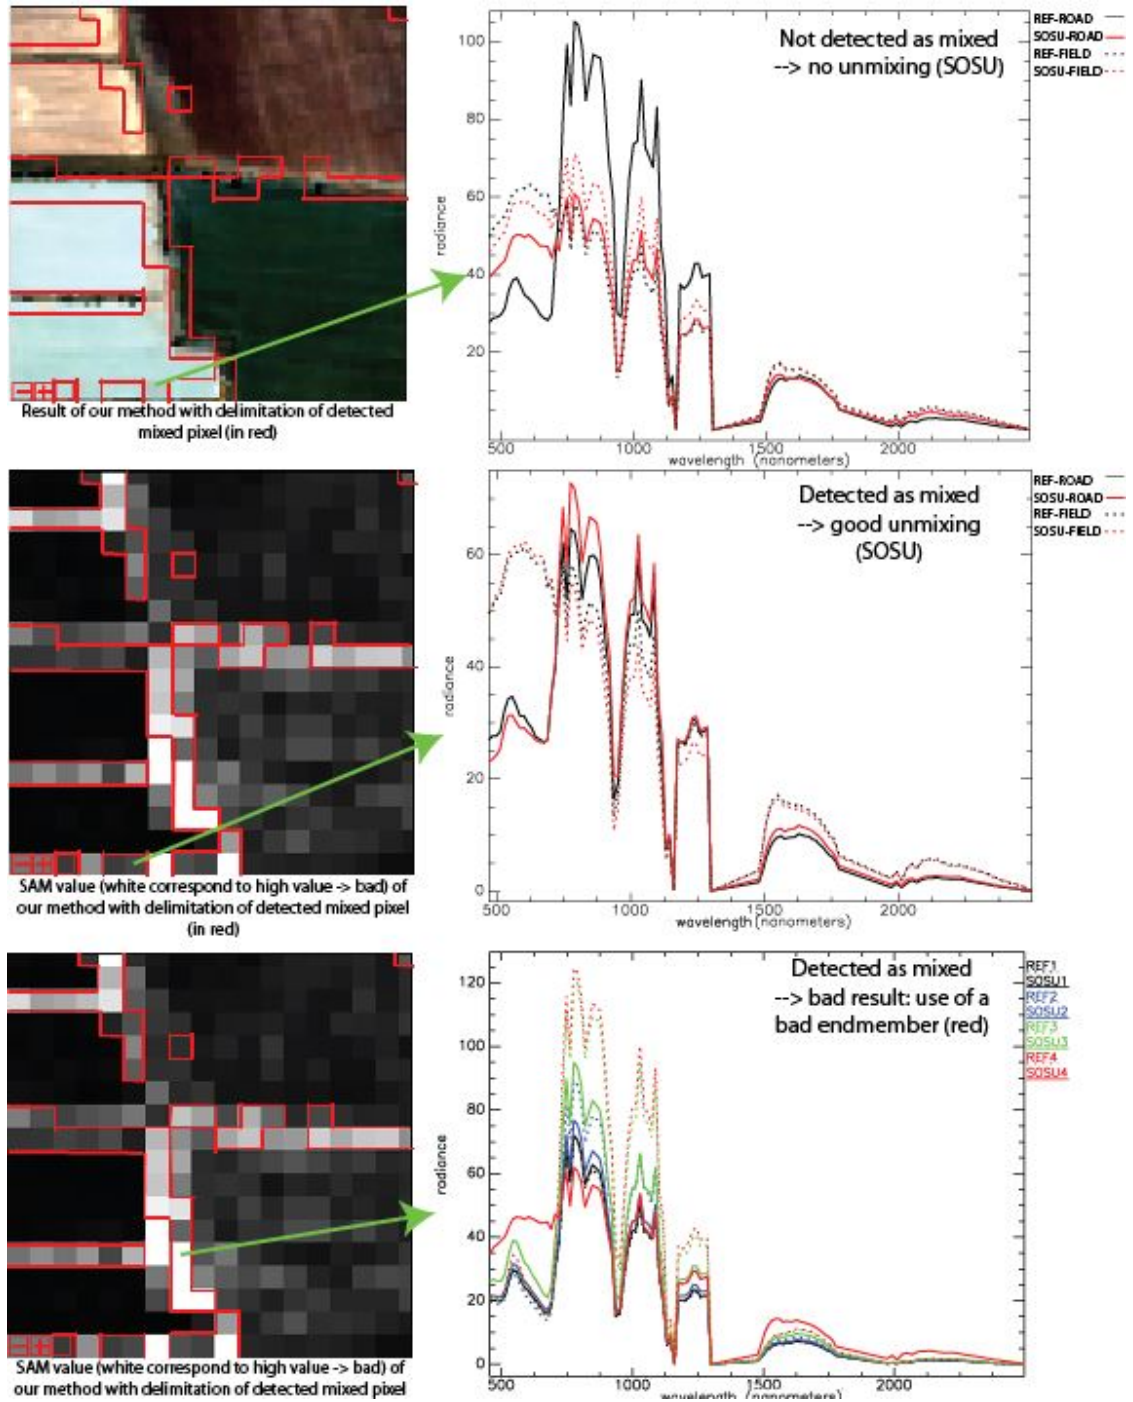 Not detected as mixed
--> no unmixing (SOSU)
REF-ROAD
SOSU-ROAD
REF-FIELD
SOSU-FIELD
100
80
60
40
20
radiance
500
1000
1500
2000
wavelength (nanometers)
Result of our method with delimitation of detected
mixed pixel (in red)
Detected as mixed
--> good unmixing
(SOSU)
REF-ROAD
SOSU-ROAD
REF-FIELD
SOSU-FIELD
60
40
20
0
radiance
500
1000
1500
2000
wavelength (nanometers)
SAM value (white correspond to high value -> bad) of
our method with delimitation of detected mixed pixel
(in red)
Detected as mixed
--> bad result: use of a
bad endmember (red)
REF1
SOSU1
REF2
SOSU2
REF3
SOSU3
REF4
SOSU4
120
100
80
60
40
20
0
radiance
500
1000
1500
2000
wavelength (nanometers)
SAM value (white correspond to high value -> bad) of
our method with delimitation of detected mixed pixel